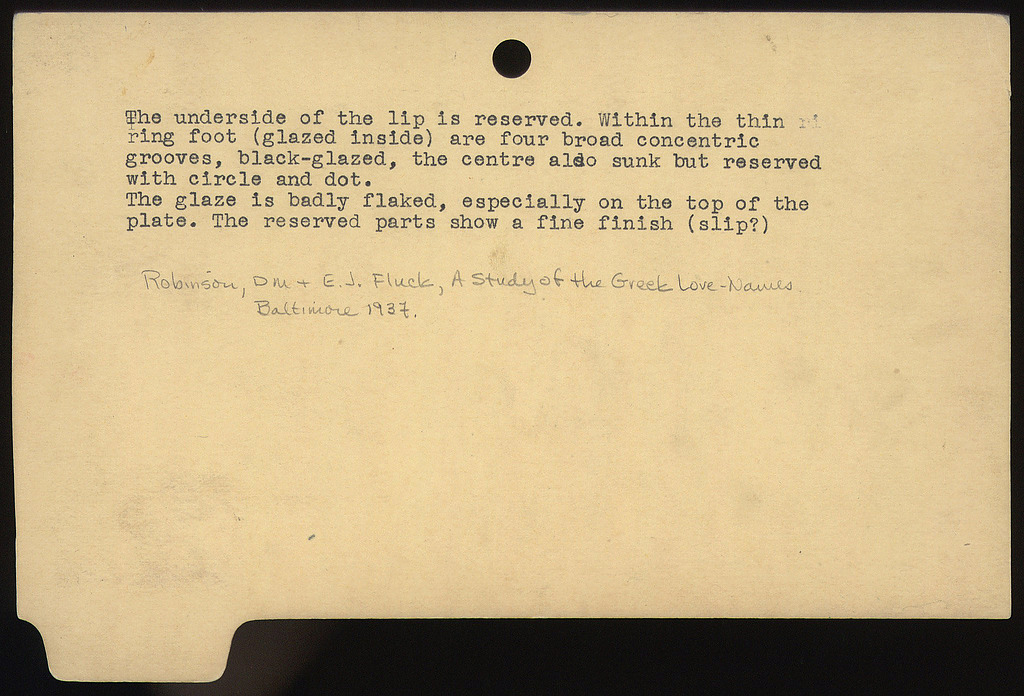 The underside of the lip is reserved. Within the thin ri
ring foot (glazed inside) are four broad concentric
grooves, black-glazed, the centre also sunk but reserved
with circle and dot.
The glaze is badly flaked, especially on the top of the
plate. The reserved parts show a fine finish (slip?)
Robinson, DM + E.J. Fluck, A Study of the Greek Love-Names.
Baltimore 1937.